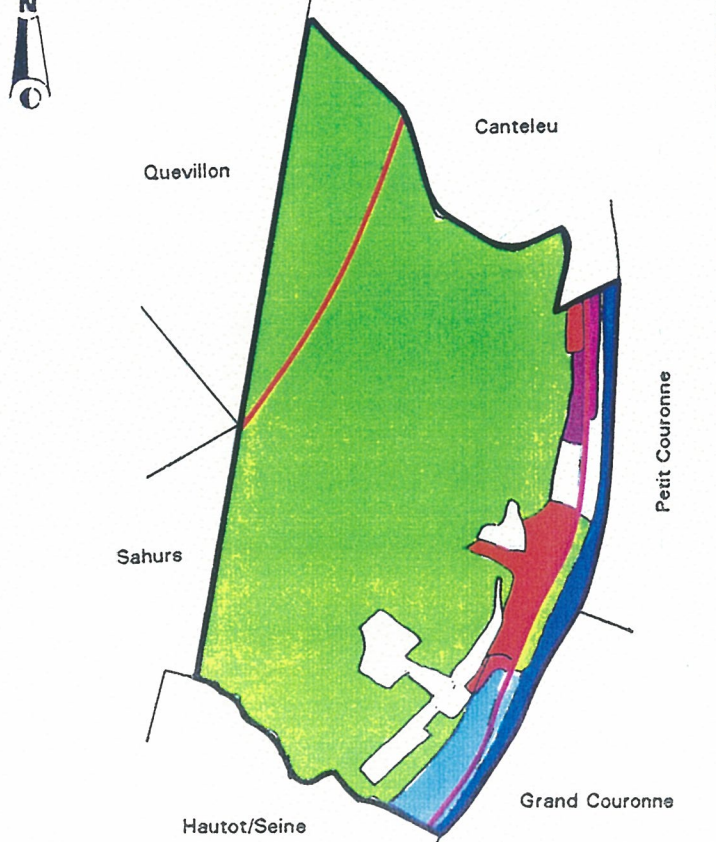 N
Canteleu
Quevillon
Petit Couronne
Sahurs
Grand Couronne
Hautot/Seine